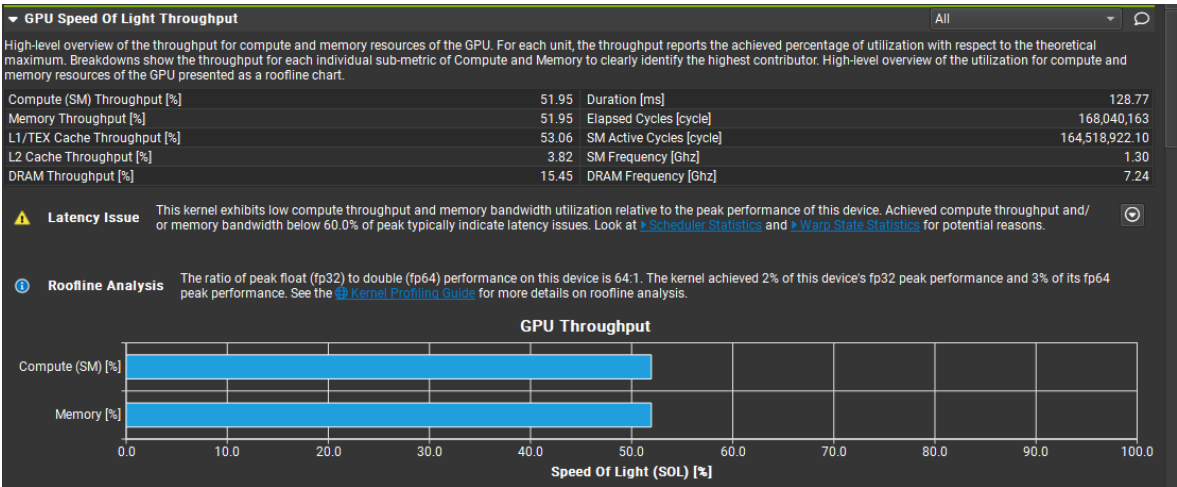 GPU Speed Of Light Throughput
All
High-level overview of the throughput for compute and memory resources of the GPU. For each unit, the throughput reports the achieved percentage of utilization with respect to the theoretical
maximum. Breakdowns show the throughput for each individual sub-metric of Compute and Memory to clearly identify the highest contributor. High-level overview of the utilization for compute and
memory resources of the GPU presented as a roofline chart.
Compute (SM) Throughput [%] 51.95 Duration [ms] 128.77
Memory Throughput [%] 51.95 Elapsed Cycles [cycle] 168,040,163
L1/TEX Cache Throughput [%] 53.06 SM Active Cycles [cycle] 164,518,922.10
L2 Cache Throughput [%] 3.82 SM Frequency [Ghz] 1.30
DRAM Throughput [%] 15.45 DRAM Frequency [Ghz] 7.24
Latency Issue
This kernel exhibits low compute throughput and memory bandwidth utilization relative to the peak performance of this device. Achieved compute throughput and/
or memory bandwidth below 60.0% of peak typically indicate latency issues. Look at Scheduler Statistics and Warp State Statistics for potential reasons.
Roofline Analysis
The ratio of peak float (fp32) to double (fp64) performance on this device is 64:1. The kernel achieved 2% of this device's fp32 peak performance and 3% of its fp64
peak performance. See the Kernel Profiling Guide for more details on roofline analysis.
GPU Throughput
Compute (SM) [%]
Memory [%]
0.0 10.0 20.0 30.0 40.0 50.0 60.0 70.0 80.0 90.0 100.0
Speed Of Light (SOL) [%]